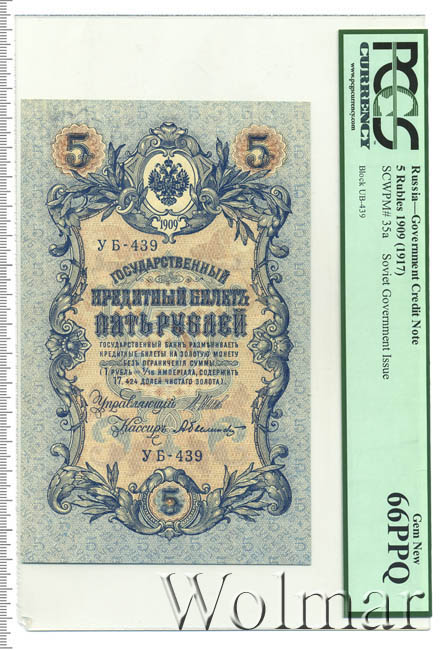 5 5
1909
УБ-439
ГОСУДАРСТВЕННЫЙ
КРЕДИТНЫЙ БИЛЕТЪ
ПЯТЬ РУБЛЕЙ
ГОСУДАРСТВЕННЫЙ БАНКЪ РАЗМѢНИВАЕТЪ
КРЕДИТНЫЕ БИЛЕТЫ НА ЗОЛОТУЮ МОНЕТУ
БЕЗЪ ОГРАНИЧЕНІЯ СУММЫ
(1 РУБЛЬ = 1/15 ИМПЕРІАЛА, СОДЕРЖИТЪ
17,424 ДОЛЕЙ ЧИСТАГО ЗОЛОТА).
Управляющій
Кассиръ
УБ-439
5
PCGS
CURRENCY
www.pcgscurrency.com
Russia—Government Credit Note
5 Rubles 1909 (1917)
SCWPM# 35a Soviet Government Issue
Block UB-439
Gem New
66PPQ
Wolmar